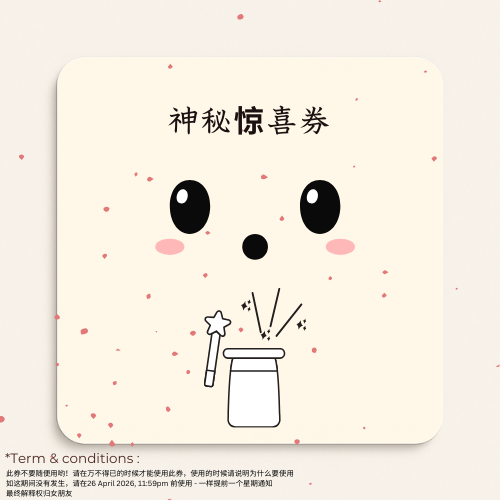 神秘惊喜券
*Term & conditions :
此券不要随便用哟！请在万不得已的时候才能使用此券，使用的时候请说明为什么要使用
如这期间没有发生，请在26 April 2026, 11:59pm 前使用 - 一样提前一个星期通知
最终解释权归女朋友